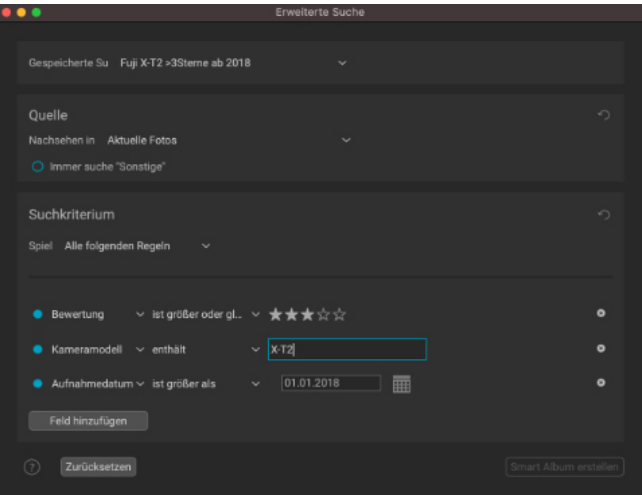 Erweiterte Suche
Gespeicherte Su Fuji X-T2 >3Sterne ab 2018
Quelle
Nachsehen in Aktuelle Fotos
Immer suche "Sonstige"
Suchkriterium
Spiel Alle folgenden Regeln
Bewertung ist größer oder gl...
Kameramodell enthält X-T2
Aufnahmedatum ist größer als 01.01.2018
Feld hinzufügen
? Zurücksetzen Smart Album erstellen